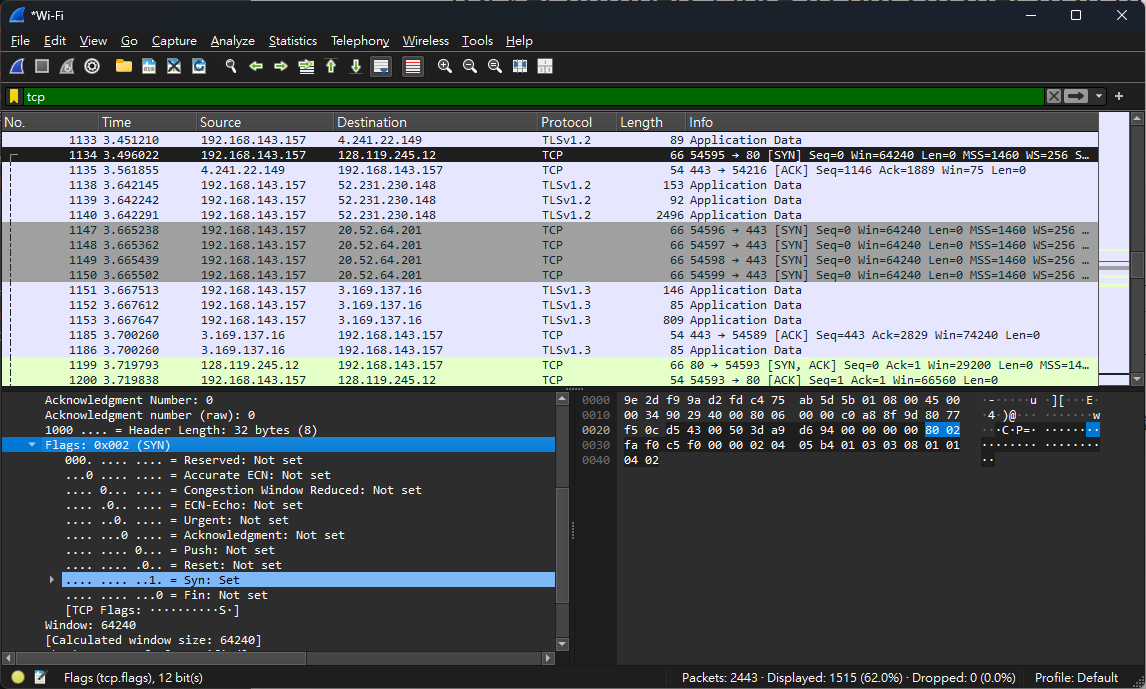 *Wi-Fi
File Edit View Go Capture Analyze Statistics Telephony Wireless Tools Help
tcp
No. Time Source Destination Protocol Length Info
1133 3.451210 192.168.143.157 4.241.22.149 TLSv1.2 89 Application Data
1134 3.496022 192.168.143.157 128.119.245.12 TCP 66 54595 → 80 [SYN] Seq=0 Win=64240 Len=0 MSS=1460 WS=256 S…
1135 3.561855 4.241.22.149 192.168.143.157 TCP 54 443 → 54216 [ACK] Seq=1146 Ack=1889 Win=75 Len=0
1138 3.642145 192.168.143.157 52.231.230.148 TLSv1.2 153 Application Data
1139 3.642242 192.168.143.157 52.231.230.148 TLSv1.2 92 Application Data
1140 3.642291 192.168.143.157 52.231.230.148 TLSv1.2 2496 Application Data
1147 3.665238 192.168.143.157 20.52.64.201 TCP 66 54596 → 443 [SYN] Seq=0 Win=64240 Len=0 MSS=1460 WS=256 …
1148 3.665362 192.168.143.157 20.52.64.201 TCP 66 54597 → 443 [SYN] Seq=0 Win=64240 Len=0 MSS=1460 WS=256 …
1149 3.665439 192.168.143.157 20.52.64.201 TCP 66 54598 → 443 [SYN] Seq=0 Win=64240 Len=0 MSS=1460 WS=256 …
1150 3.665502 192.168.143.157 20.52.64.201 TCP 66 54599 → 443 [SYN] Seq=0 Win=64240 Len=0 MSS=1460 WS=256 …
1151 3.667513 192.168.143.157 3.169.137.16 TLSv1.3 146 Application Data
1152 3.667612 192.168.143.157 3.169.137.16 TLSv1.3 85 Application Data
1153 3.667647 192.168.143.157 3.169.137.16 TLSv1.3 809 Application Data
1185 3.700260 3.169.137.16 192.168.143.157 TCP 54 443 → 54589 [ACK] Seq=443 Ack=2829 Win=74240 Len=0
1186 3.700260 3.169.137.16 192.168.143.157 TLSv1.3 85 Application Data
1199 3.719793 128.119.245.12 192.168.143.157 TCP 66 80 → 54593 [SYN, ACK] Seq=0 Ack=1 Win=29200 Len=0 MSS=14…
1200 3.719838 192.168.143.157 128.119.245.12 TCP 54 54593 → 80 [ACK] Seq=1 Ack=1 Win=66560 Len=0
Acknowledgment Number: 0
Acknowledgment number (raw): 0
1000 .... = Header Length: 32 bytes (8)
Flags: 0x002 (SYN)
000. .... .... = Reserved: Not set
...0 .... .... = Accurate ECN: Not set
.... 0... .... = Congestion Window Reduced: Not set
.... .0.. .... = ECN-Echo: Not set
.... ..0. .... = Urgent: Not set
.... ...0 .... = Acknowledgment: Not set
.... .... 0... = Push: Not set
.... .... .0.. = Reset: Not set
.... .... ..1. = Syn: Set
.... .... ...0 = Fin: Not set
[TCP Flags: ··········S·]
Window: 64240
[Calculated window size: 64240]
0000 9e 2d f9 9a d2 fd c4 75 ab 5d 5b 01 08 00 45 00 ·-·····u ·][···E·
0010 00 34 90 29 40 00 80 06 00 00 c0 a8 8f 9d 80 77 ·4·)@··· ·······w
0020 f5 0c d5 43 00 50 3d a9 d6 94 00 00 00 00 80 02 ···C·P=· ········
0030 fa f0 c5 f0 00 00 02 04 05 b4 01 03 03 08 01 01 ········ ········
0040 04 02 ··
Flags (tcp.flags), 12 bit(s)
Packets: 2443 · Displayed: 1515 (62.0%) · Dropped: 0 (0.0%)
Profile: Default